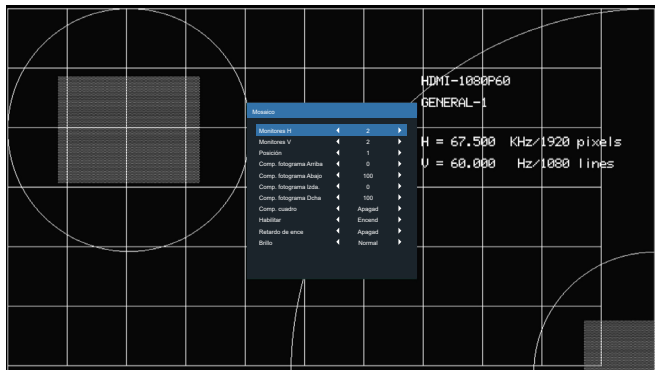 HDMI-1080P60
GENERAL-1
H = 67.500 KHz/1920 pixels
V = 60.000 Hz/1080 lines
Mosaico
Monitores H 2
Monitores V 2
Posición 1
Comp. fotograma Arriba 0
Comp. fotograma Abajo 100
Comp. fotograma Izda. 0
Comp. fotograma Dcha 100
Comp. cuadro Apagad
Habilitar Encend
Retardo de ence Apagad
Brillo Normal